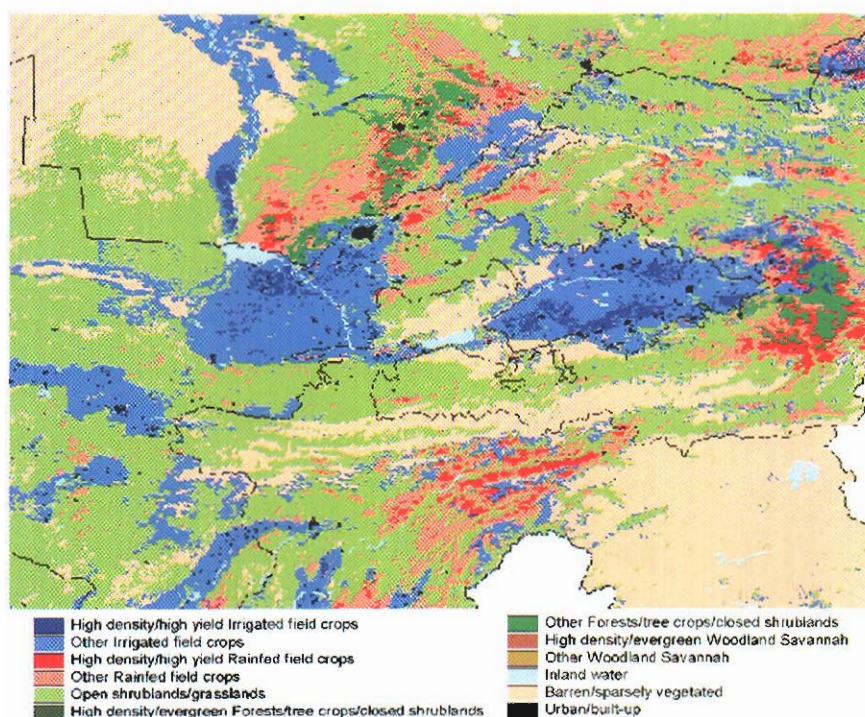 High density/high yield Irrigated field crops
Other Irrigated field crops
High density/high yield Rainfed field crops
Other Rainfed field crops
Open shrublands/grasslands
High density/evergreen Forests/tree crops/closed shrublands
Other Forests/tree crops/closed shrublands
High density/evergreen Woodland Savannah
Other Woodland Savannah
Inland water
Barren/sparsely vegetated
Urban/built-up